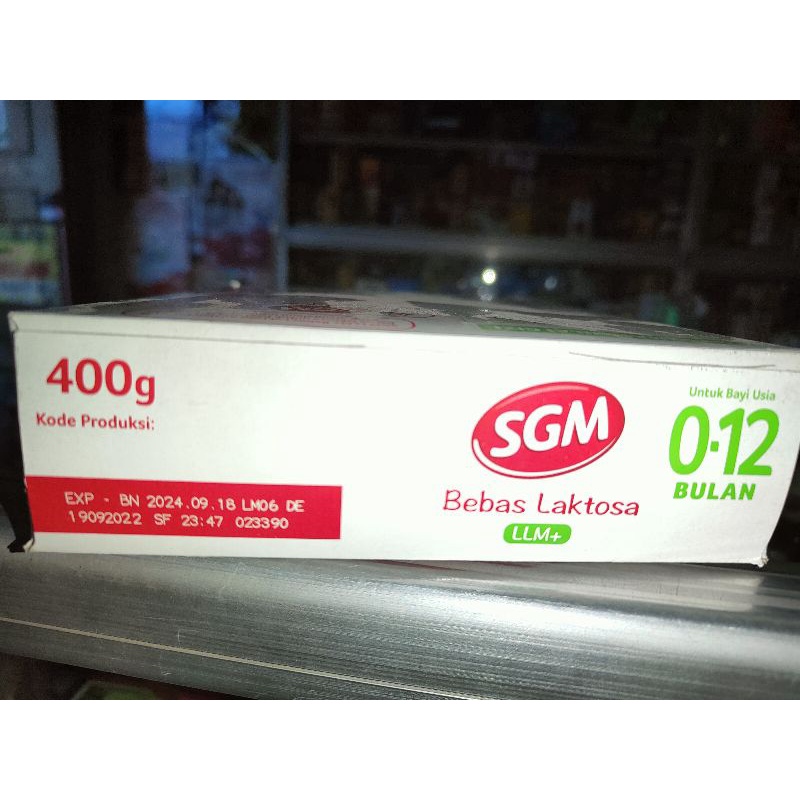 400g
Kode Produksi:
EXP - BN 2024.09.18 LM06 DE
19092022 SF 23:47 023390
SGM
Bebas Laktosa
LLM+
Untuk Bayi Usia
0-12
BULAN